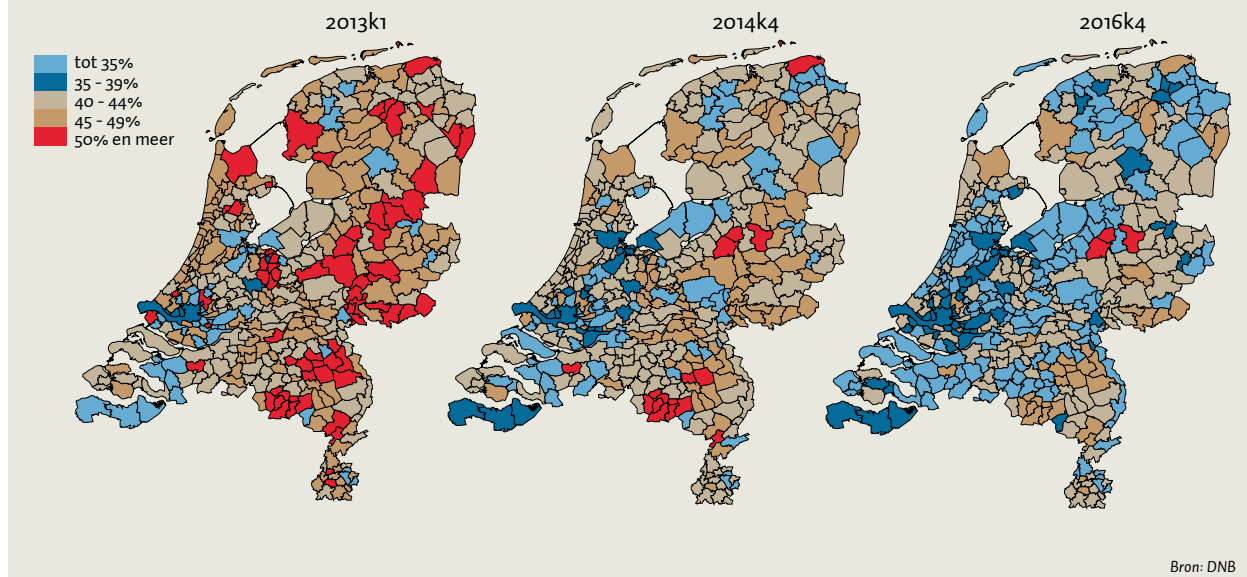 2013k1
2014k4
2016k4
tot 35%
35 - 39%
40 - 44%
45 - 49%
50% en meer
Bron: DNB